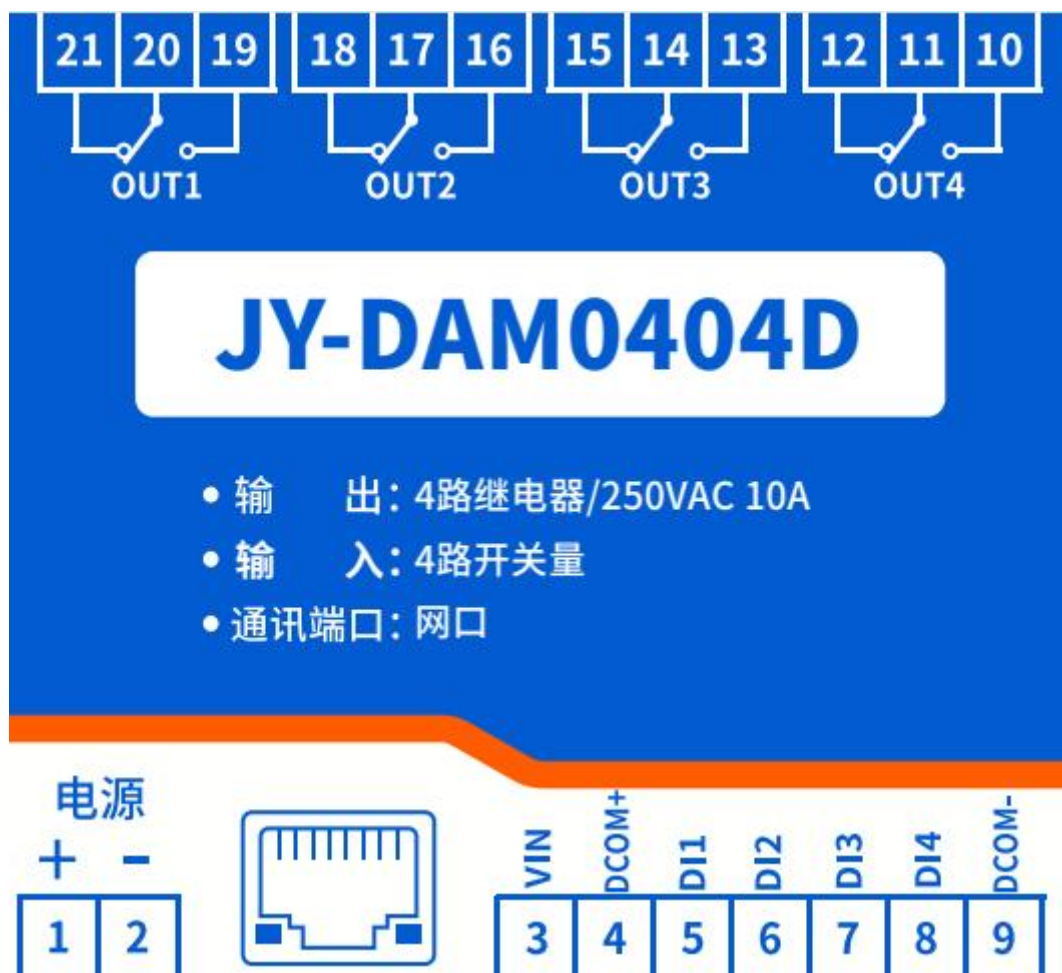 21 20 19 18 17 16 15 14 13 12 11 10
OUT1 OUT2 OUT3 OUT4
JY-DAM0404D
• 输 出：4路继电器/250VAC 10A
• 输 入：4路开关量
• 通讯端口：网口
电源
+ -
VIN DCOM+ DI1 DI2 DI3 DI4 DCOM-
1 2 3 4 5 6 7 8 9